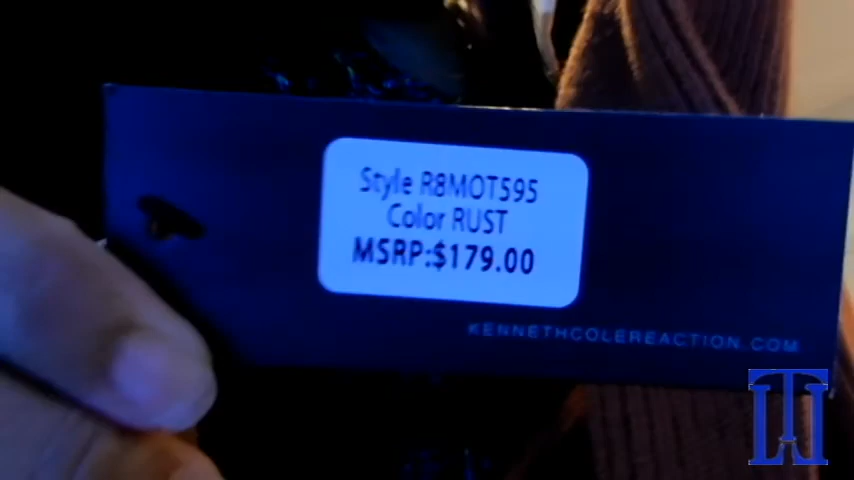 Style R8MOT595
Color RUST
MSRP:$179.00
KENNETHCOLEREACTION.COM